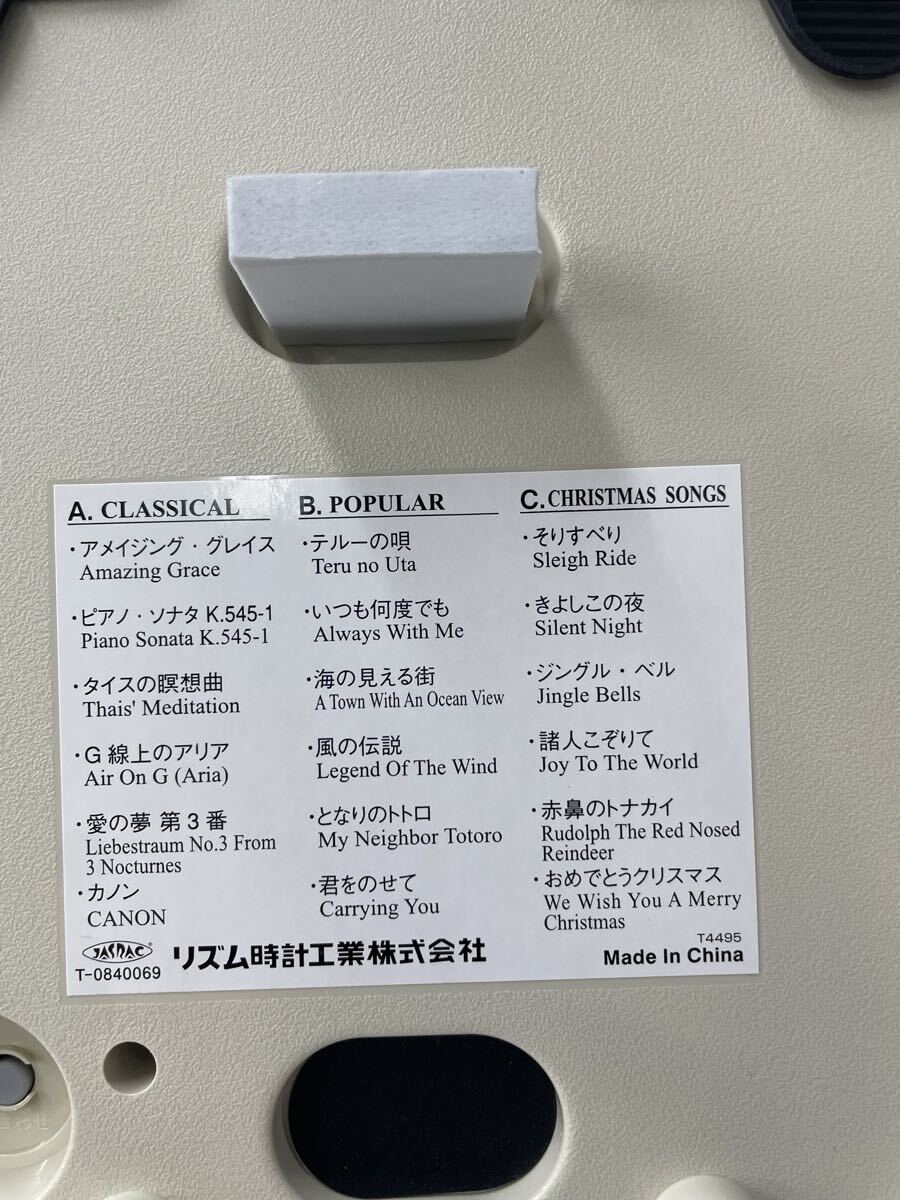 A. CLASSICAL
・アメイジング・グレイス
Amazing Grace
・ピアノ・ソナタ K.545-1
Piano Sonata K.545-1
・タイスの瞑想曲
Thais' Meditation
・G 線上のアリア
Air On G (Aria)
・愛の夢 第3番
Liebestraum No.3 From
3 Nocturnes
・カノン
CANON
B. POPULAR
・テルーの唄
Teru no Uta
・いつも何度でも
Always With Me
・海の見える街
A Town With An Ocean View
・風の伝説
Legend Of The Wind
・となりのトトロ
My Neighbor Totoro
・君をのせて
Carrying You
C. CHRISTMAS SONGS
・そりすべり
Sleigh Ride
・きよしこの夜
Silent Night
・ジングル・ベル
Jingle Bells
・諸人こぞりて
Joy To The World
・赤鼻のトナカイ
Rudolph The Red Nosed
Reindeer
・おめでとうクリスマス
We Wish You A Merry
Christmas
JASRAC
T-0840069
リズム時計工業株式会社
T4495
Made In China